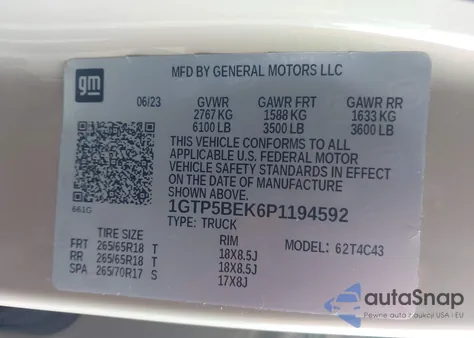 gm
MFD BY GENERAL MOTORS LLC
06/23 GVWR GAWR FRT GAWR RR
2767 KG 1588 KG 1633 KG
6100 LB 3500 LB 3600 LB
THIS VEHICLE CONFORMS TO ALL
APPLICABLE U.S. FEDERAL MOTOR
VEHICLE SAFETY STANDARDS IN EFFECT
ON THE DATE OF MANUFACTURE
SHOWN ABOVE.
661G
1GTP5BEK6P1194592
TYPE: TRUCK
TIRE SIZE RIM MODEL: 62T4C43
FRT 265/65R18 T 18X8.5J
RR 265/65R18 T 18X8.5J
SPA 265/70R17 S 17X8J
autoSnap
Pewne auto z USA i EU